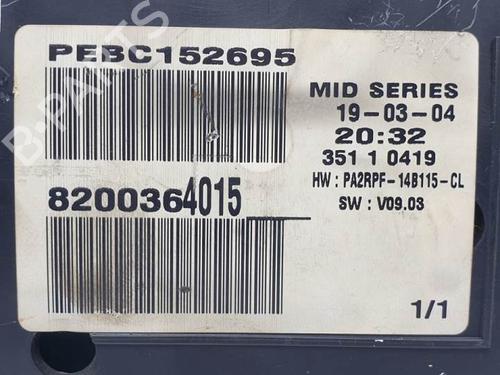 PEBC152695
MID SERIES
19-03-04
20:32
351 1 0419
HW : PA2RPF-14B115-CL
SW : V09.03
8200364015
1/1
B-PARTS